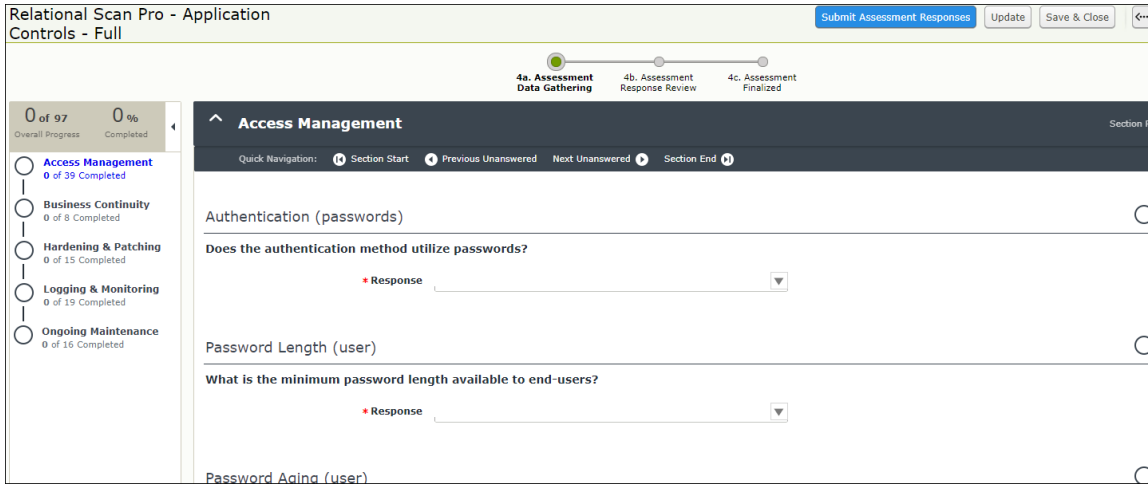 Relational Scan Pro - Application
Controls - Full
Submit Assessment Responses
Update
Save & Close
4a. Assessment
Data Gathering
4b. Assessment
Response Review
4c. Assessment
Finalized
0 of 97
Overall Progress
0 %
Completed
Access Management
0 of 39 Completed
Business Continuity
0 of 8 Completed
Hardening & Patching
0 of 15 Completed
Logging & Monitoring
0 of 19 Completed
Ongoing Maintenance
0 of 16 Completed
Access Management
Section
Quick Navigation: Section Start Previous Unanswered Next Unanswered Section End
Authentication (passwords)
Does the authentication method utilize passwords?
* Response
Password Length (user)
What is the minimum password length available to end-users?
* Response
Password Aging (user)